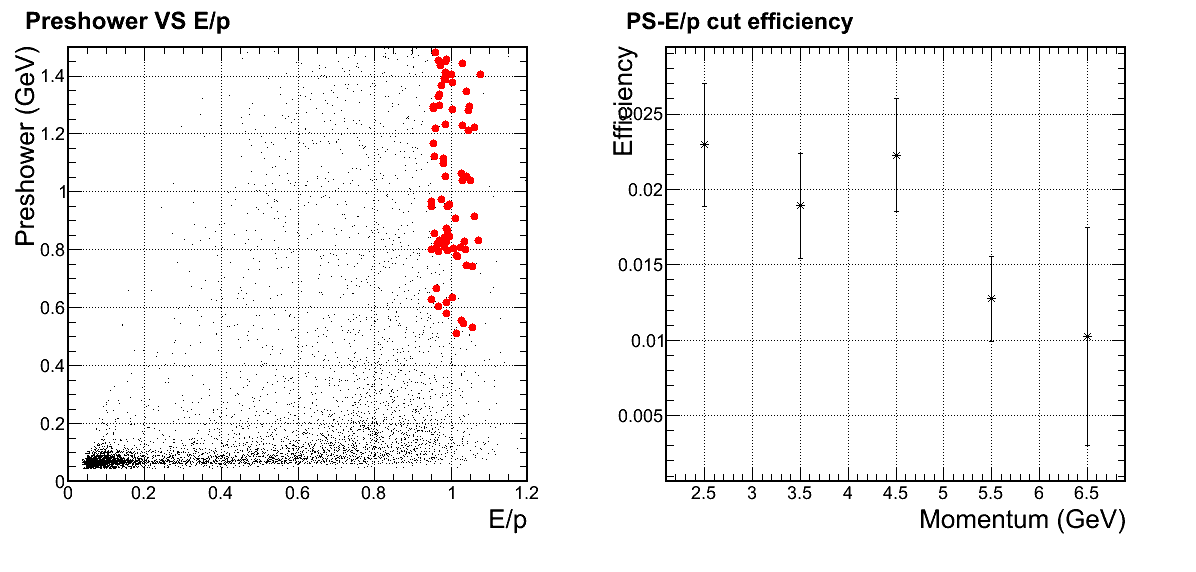 Preshower VS E/p
Preshower (GeV)
1.4
1.2
1
0.8
0.6
0.4
0.2
0
0 0.2 0.4 0.6 0.8 1 1.2
E/p
PS-E/p cut efficiency
Efficiency
0.025
0.02
0.015
0.01
0.005
2.5 3 3.5 4 4.5 5 5.5 6 6.5
Momentum (GeV)